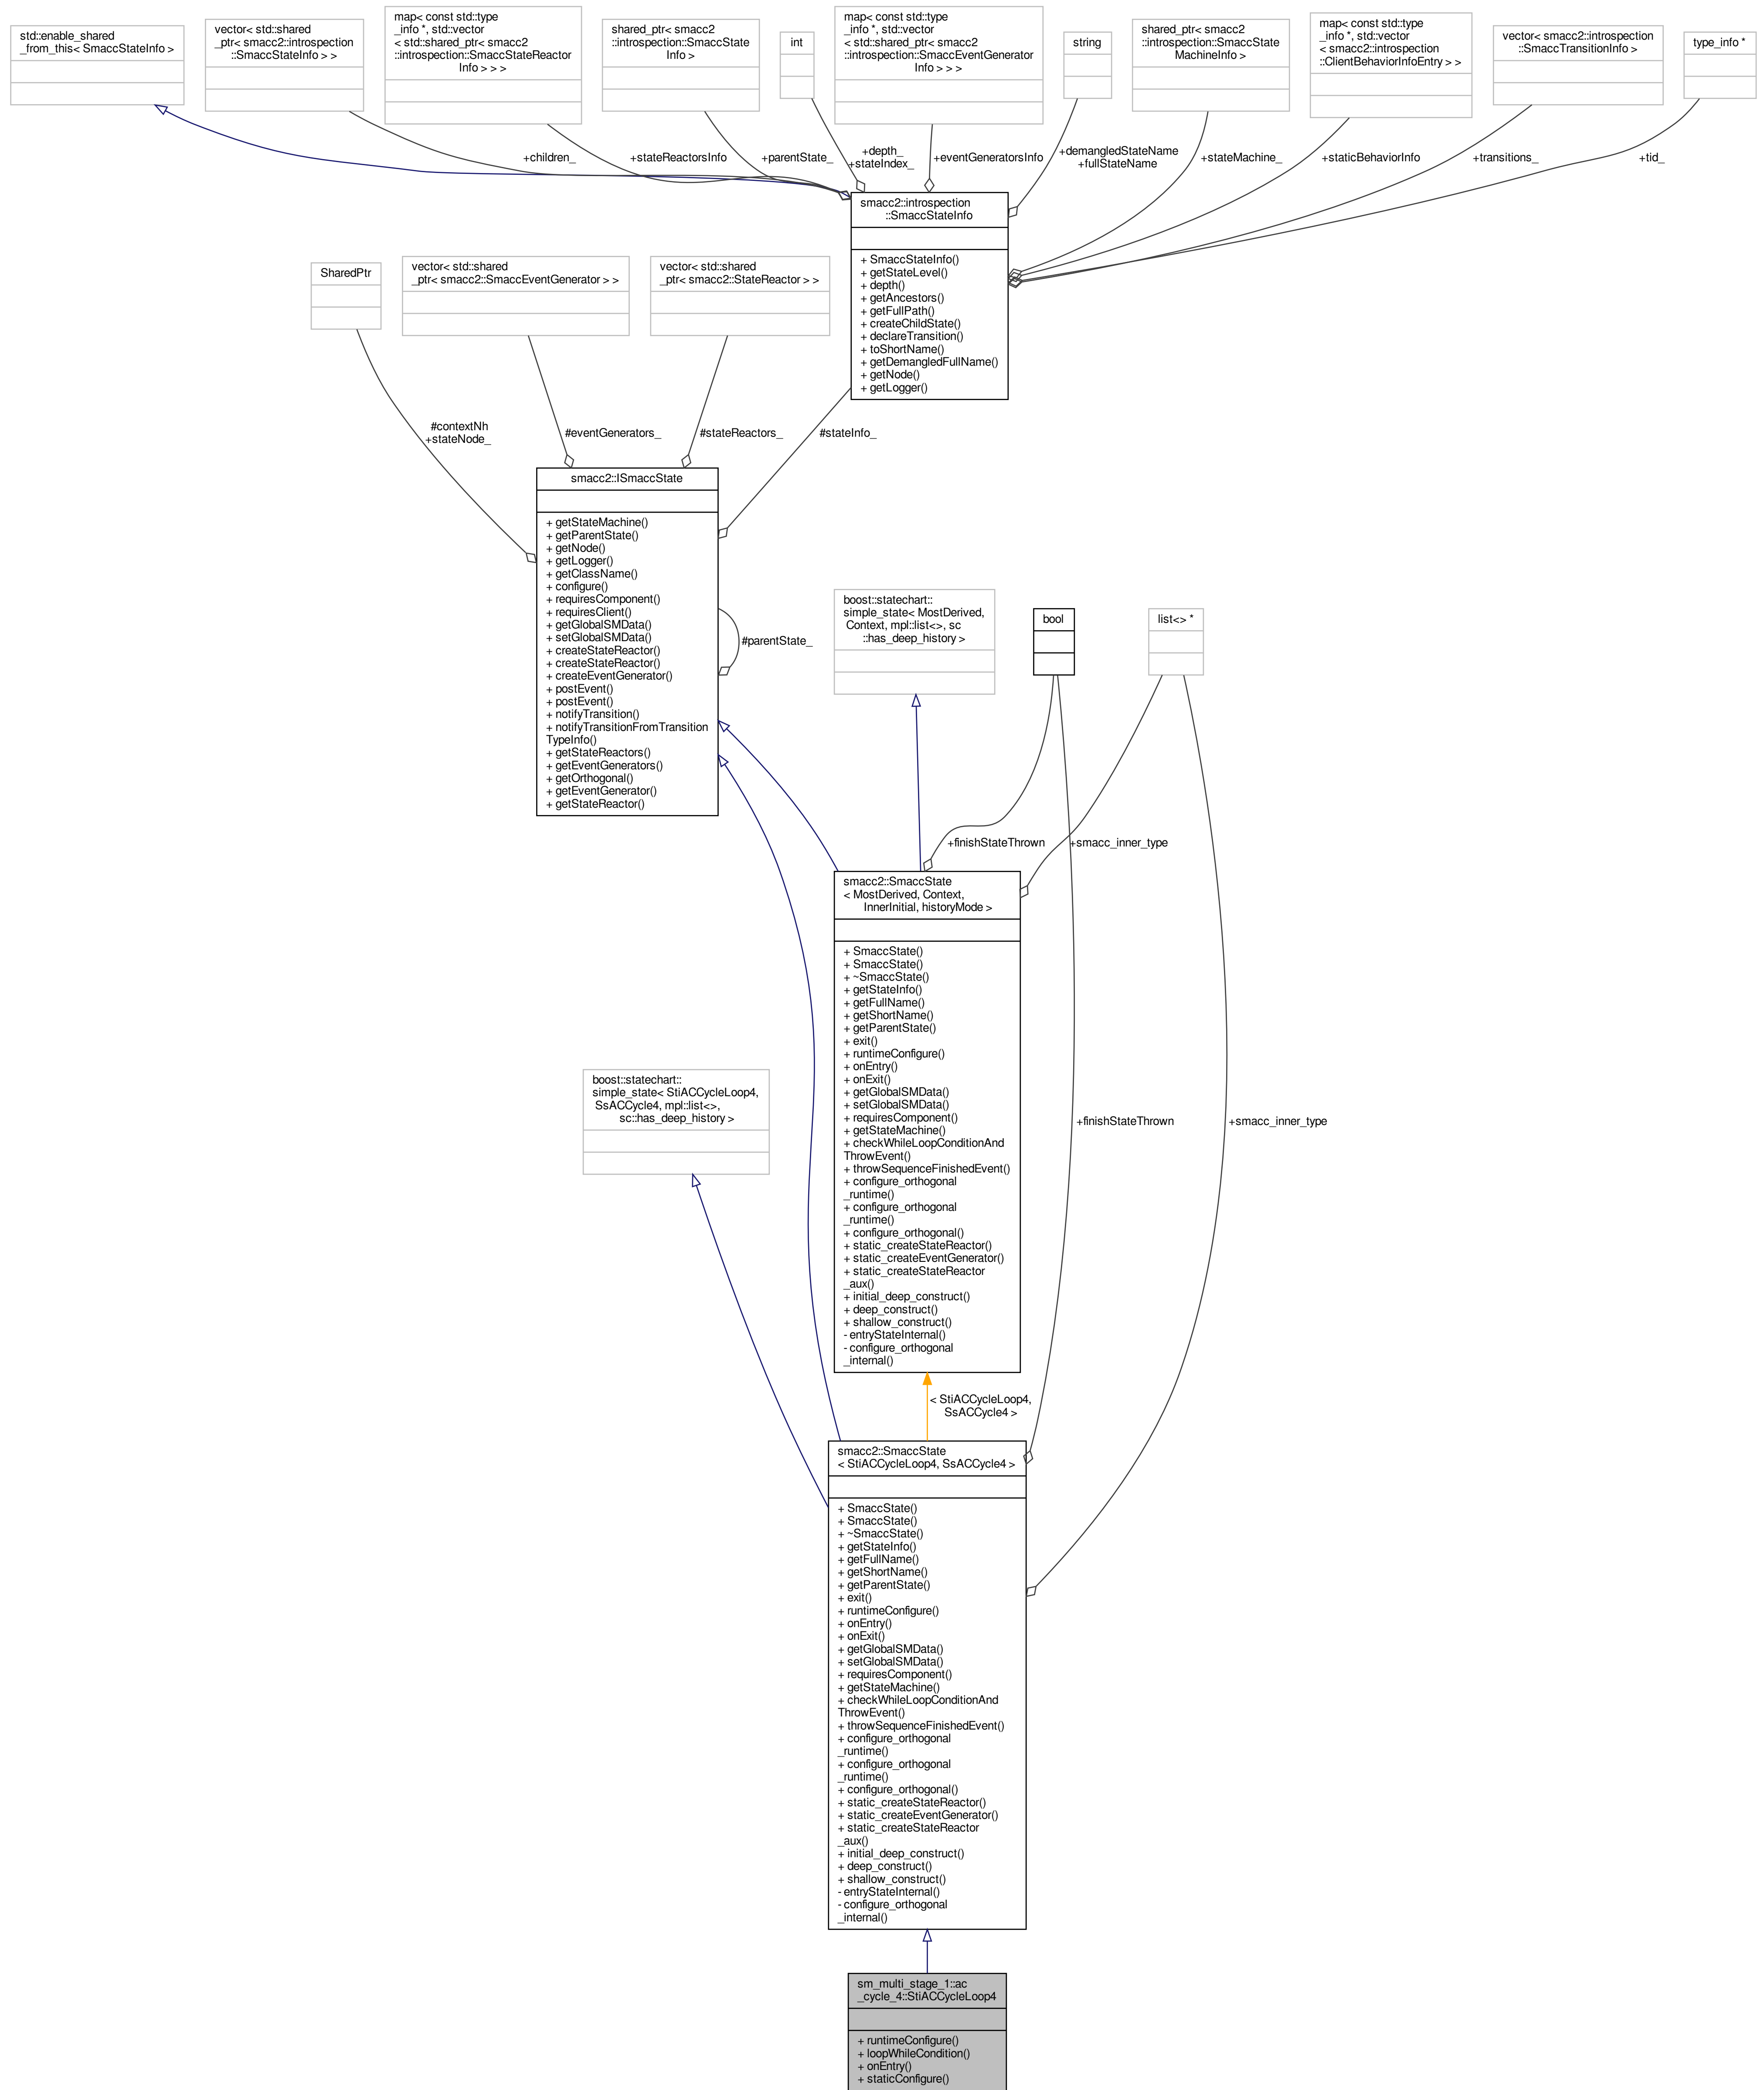 std::enable_shared
_from_this< SmaccStateInfo >
vector< std::shared
_ptr< smacc2::introspection
::SmaccStateInfo > >
map< const std::type
_info *, std::vector
< std::shared_ptr< smacc2
::introspection::SmaccStateReactor
Info > > >
shared_ptr< smacc2
::introspection::SmaccState
Info >
int
map< const std::type
_info *, std::vector
< std::shared_ptr< smacc2
::introspection::SmaccEventGenerator
Info > > >
string
shared_ptr< smacc2
::introspection::SmaccState
MachineInfo >
map< const std::type
_info *, std::vector
< smacc2::introspection
::ClientBehaviorInfoEntry > >
vector< smacc2::introspection
::SmaccTransitionInfo >
type_info *
+children_
+stateReactorsInfo
+parentState_
+depth_
+stateIndex_
+eventGeneratorsInfo
+demangledStateName
+fullStateName
+stateMachine_
+staticBehaviorInfo
+transitions_
+tid_
smacc2::introspection
::SmaccStateInfo
+ SmaccStateInfo()
+ getStateLevel()
+ depth()
+ getAncestors()
+ getFullPath()
+ createChildState()
+ declareTransition()
+ toShortName()
+ getDemangledFullName()
+ getNode()
+ getLogger()
SharedPtr
vector< std::shared
_ptr< smacc2::SmaccEventGenerator > >
vector< std::shared
_ptr< smacc2::StateReactor > >
#contextNh
+stateNode_
#eventGenerators_
#stateReactors_
#stateInfo_
smacc2::ISmaccState
+ getStateMachine()
+ getParentState()
+ getNode()
+ getLogger()
+ getClassName()
+ configure()
+ requiresComponent()
+ requiresClient()
+ getGlobalSMData()
+ setGlobalSMData()
+ createStateReactor()
+ createStateReactor()
+ createEventGenerator()
+ postEvent()
+ postEvent()
+ notifyTransition()
+ notifyTransitionFromTransition
TypeInfo()
+ getStateReactors()
+ getEventGenerators()
+ getOrthogonal()
+ getEventGenerator()
+ getStateReactor()
#parentState_
boost::statechart::
simple_state< MostDerived,
Context, mpl::list<>, sc
::has_deep_history >
bool
list<> *
+finishStateThrown
+smacc_inner_type
smacc2::SmaccState
< MostDerived, Context,
InnerInitial, historyMode >
+ SmaccState()
+ SmaccState()
+ ~SmaccState()
+ getStateInfo()
+ getFullName()
+ getShortName()
+ getParentState()
+ exit()
+ runtimeConfigure()
+ onEntry()
+ onExit()
+ getGlobalSMData()
+ setGlobalSMData()
+ requiresComponent()
+ getStateMachine()
+ checkWhileLoopConditionAnd
ThrowEvent()
+ throwSequenceFinishedEvent()
+ configure_orthogonal
_runtime()
+ configure_orthogonal
_runtime()
+ configure_orthogonal()
+ static_createStateReactor()
+ static_createEventGenerator()
+ static_createStateReactor
_aux()
+ initial_deep_construct()
+ deep_construct()
+ shallow_construct()
- entryStateInternal()
- configure_orthogonal
_internal()
boost::statechart::
simple_state< StiACCycleLoop4,
SsACCycle4, mpl::list<>,
sc::has_deep_history >
+finishStateThrown
+smacc_inner_type
< StiACCycleLoop4,
SsACCycle4 >
smacc2::SmaccState
< StiACCycleLoop4, SsACCycle4 >
+ SmaccState()
+ SmaccState()
+ ~SmaccState()
+ getStateInfo()
+ getFullName()
+ getShortName()
+ getParentState()
+ exit()
+ runtimeConfigure()
+ onEntry()
+ onExit()
+ getGlobalSMData()
+ setGlobalSMData()
+ requiresComponent()
+ getStateMachine()
+ checkWhileLoopConditionAnd
ThrowEvent()
+ throwSequenceFinishedEvent()
+ configure_orthogonal
_runtime()
+ configure_orthogonal
_runtime()
+ configure_orthogonal()
+ static_createStateReactor()
+ static_createEventGenerator()
+ static_createStateReactor
_aux()
+ initial_deep_construct()
+ deep_construct()
+ shallow_construct()
- entryStateInternal()
- configure_orthogonal
_internal()
sm_multi_stage_1::ac
_cycle_4::StiACCycleLoop4
+ runtimeConfigure()
+ loopWhileCondition()
+ onEntry()
+ staticConfigure()